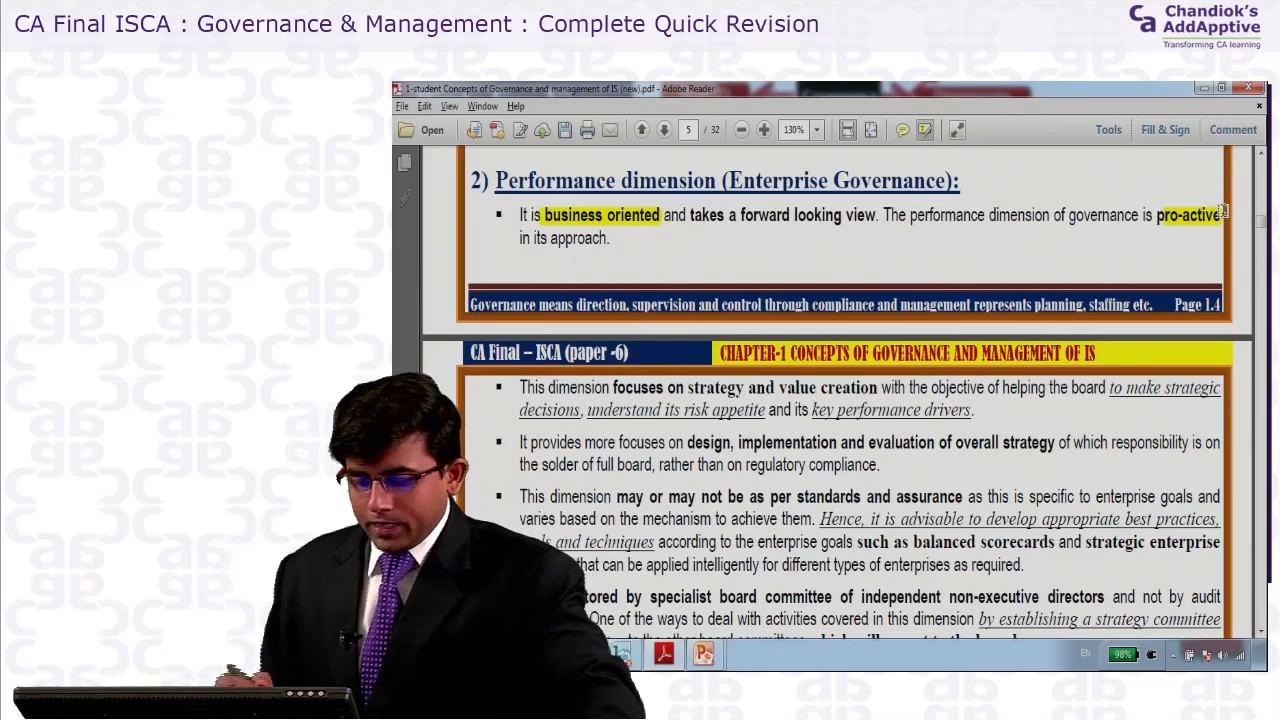 CA Final ISCA : Governance & Management : Complete Quick Revision
Chandiok's
AddApptive
Transforming CA learning
1-student Concepts of Governance and management of IS (new).pdf - Adobe Reader
File Edit View Window Help
Open 5 / 32 130% Tools Fill & Sign Comment
2) Performance dimension (Enterprise Governance):
▪ It is business oriented and takes a forward looking view. The performance dimension of governance is pro-active
in its approach.
Governance means direction, supervision and control through compliance and management represents planning, staffing etc. Page 1.4
CA Final – ISCA (paper -6) CHAPTER-1 CONCEPTS OF GOVERNANCE AND MANAGEMENT OF IS
▪ This dimension focuses on strategy and value creation with the objective of helping the board to make strategic
decisions, understand its risk appetite and its key performance drivers.
▪ It provides more focuses on design, implementation and evaluation of overall strategy of which responsibility is on
the solder of full board, rather than on regulatory compliance.
▪ This dimension may or may not be as per standards and assurance as this is specific to enterprise goals and
varies based on the mechanism to achieve them. Hence, it is advisable to develop appropriate best practices,
and techniques according to the enterprise goals such as balanced scorecards and strategic enterprise
that can be applied intelligently for different types of enterprises as required.
by specialist board committee of independent non-executive directors and not by audit
One of the ways to deal with activities covered in this dimension by establishing a strategy committee
EN 98%